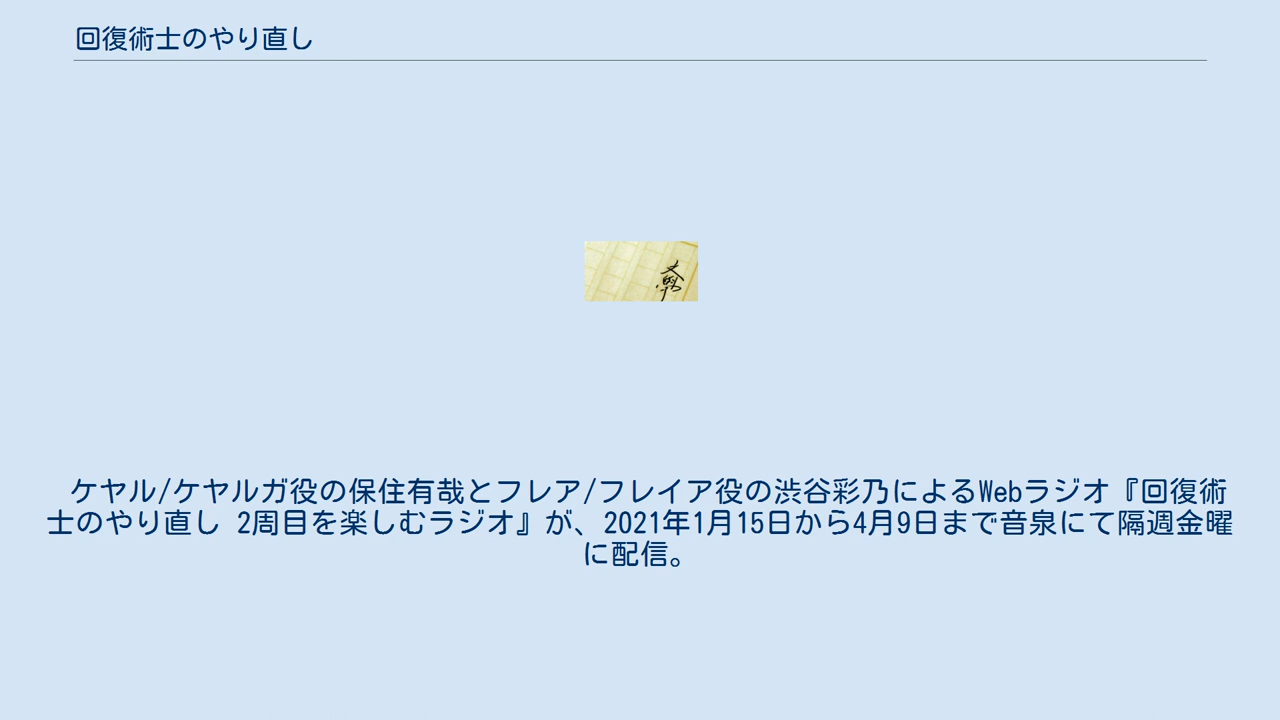 回復術士のやり直し
ケヤル/ケヤルガ役の保住有哉とフレア/フレイア役の渋谷彩乃によるWebラジオ『回復術
士のやり直し 2周目を楽しむラジオ』が、2021年1月15日から4月9日まで音泉にて隔週金曜
に配信。